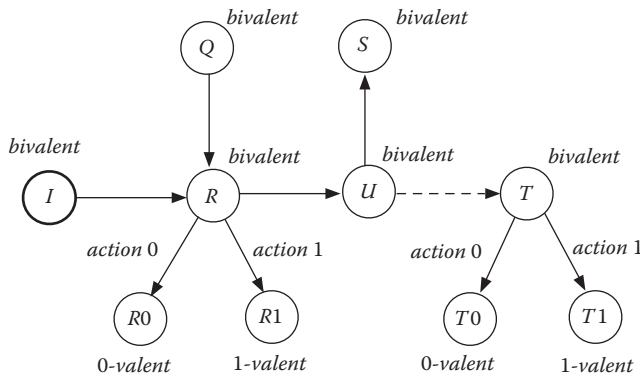 bivalent
bivalent
Q
S
bivalent
bivalent
bivalent
bivalent
I
R
U
T
action 0
action 1
action 0
action 1
R0
R1
T0
T1
0-valent
1-valent
0-valent
1-valent